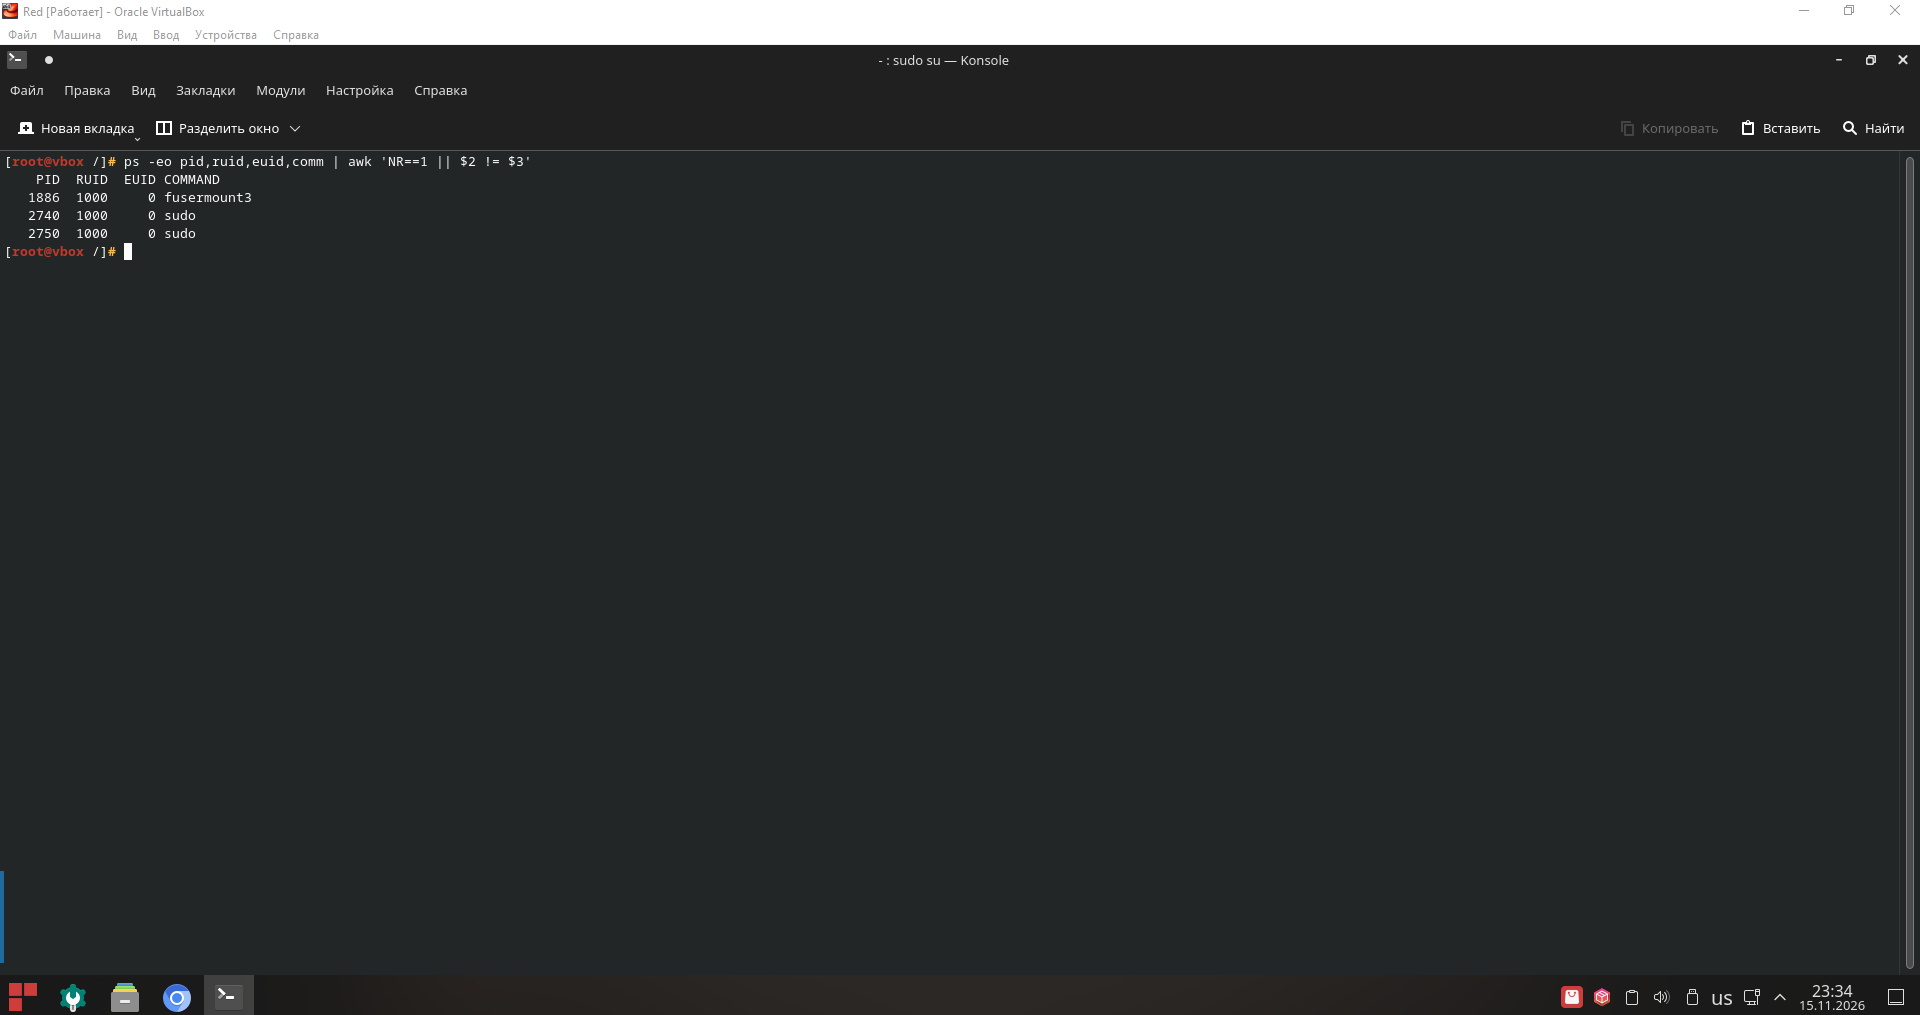 Red [Работает] - Oracle VirtualBox
Файл Машина Вид Ввод Устройства Справка
- : sudo su — Konsole
Файл Правка Вид Закладки Модули Настройка Справка
Новая вкладка Разделить окно Копировать Вставить Найти
[root@vbox /]# ps -eo pid,ruid,euid,comm | awk 'NR==1 || $2 != $3'
    PID  RUID  EUID COMMAND
   1886  1000     0 fusermount3
   2740  1000     0 sudo
   2750  1000     0 sudo
[root@vbox /]#
us
23:34
15.11.2026